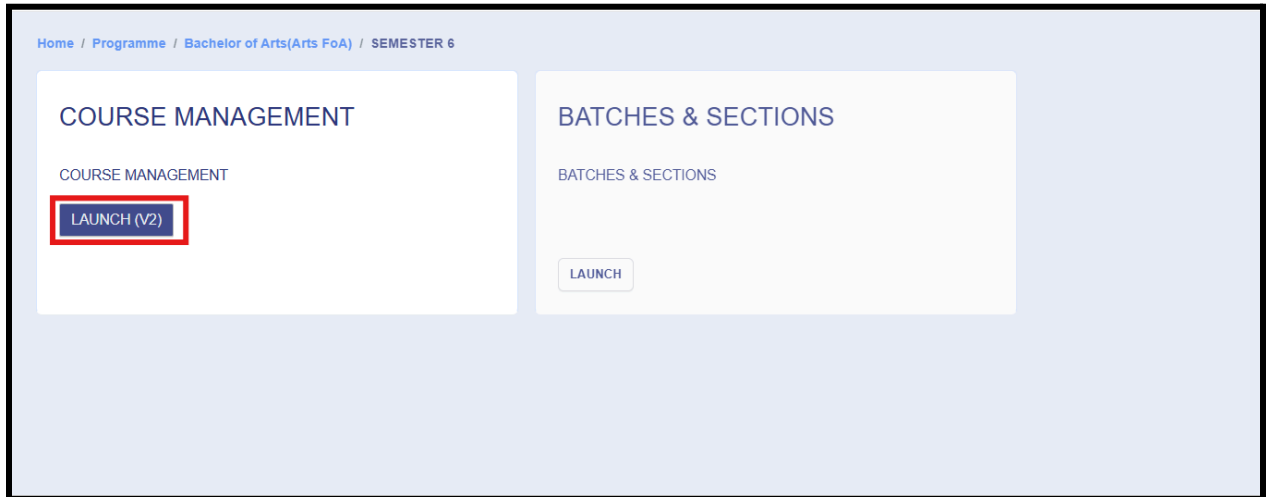 Home / Programme / Bachelor of Arts(Arts FoA) / SEMESTER 6
COURSE MANAGEMENT
COURSE MANAGEMENT
LAUNCH (V2)
BATCHES & SECTIONS
BATCHES & SECTIONS
LAUNCH